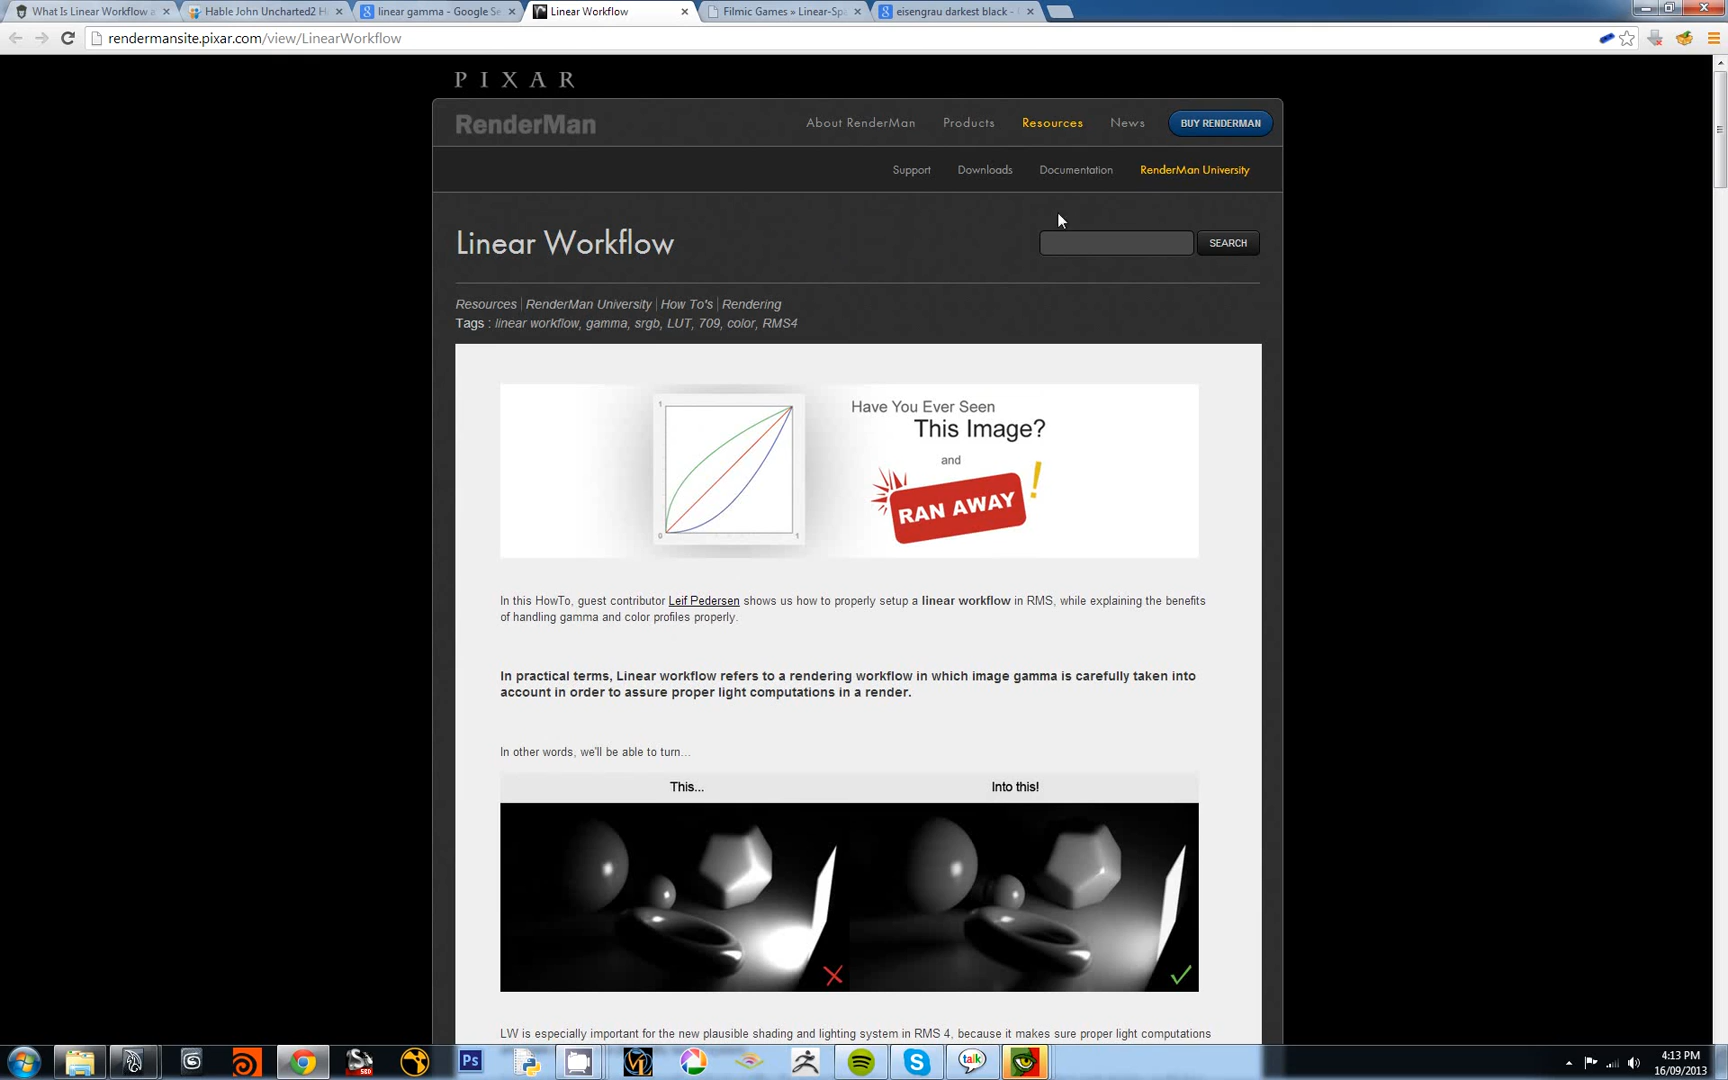 What Is Linear Workflow a
Hable John Uncharted2 H
linear gamma - Google Se
Linear Workflow
Filmic Games » Linear-Spa
eisengrau darkest black -
rendermansite.pixar.com/view/LinearWorkflow
PIXAR
RenderMan
About RenderMan
Products
Resources
News
BUY RENDERMAN
Support
Downloads
Documentation
RenderMan University
Linear Workflow
SEARCH
Resources | RenderMan University | How To's | Rendering
Tags : linear workflow, gamma, srgb, LUT, 709, color, RMS4
1
0
1
Have You Ever Seen
This Image?
and
RAN AWAY !
In this HowTo, guest contributor Leif Pedersen shows us how to properly setup a linear workflow in RMS, while explaining the benefits
of handling gamma and color profiles properly.
In practical terms, Linear workflow refers to a rendering workflow in which image gamma is carefully taken into
account in order to assure proper light computations in a render.
In other words, we'll be able to turn...
This...
Into this!
LW is especially important for the new plausible shading and lighting system in RMS 4, because it makes sure proper light computations
Ps
talk
4:13 PM
16/09/2013